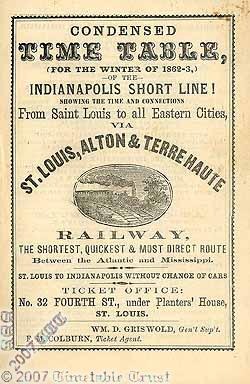 CONDENSED
TIME TABLE,
(FOR THE WINTER OF 1862-3,)
—OF THE—
INDIANAPOLIS SHORT LINE!
SHOWING THE TIME AND CONNECTIONS
From Saint Louis to all Eastern Cities,
VIA
ST. LOUIS, ALTON & TERRE HAUTE
RAILWAY,
THE SHORTEST, QUICKEST & MOST DIRECT ROUTE
Between the Atlantic and Mississippi.
ST. LOUIS TO INDIANAPOLIS WITHOUT CHANGE OF CARS
TICKET OFFICE:
No. 32 FOURTH ST., under Planters' House,
ST. LOUIS.
WM. D. GRISWOLD, Gen'l Sup't.
COLBURN, Ticket Agent.
© 2007 Timetable Trust